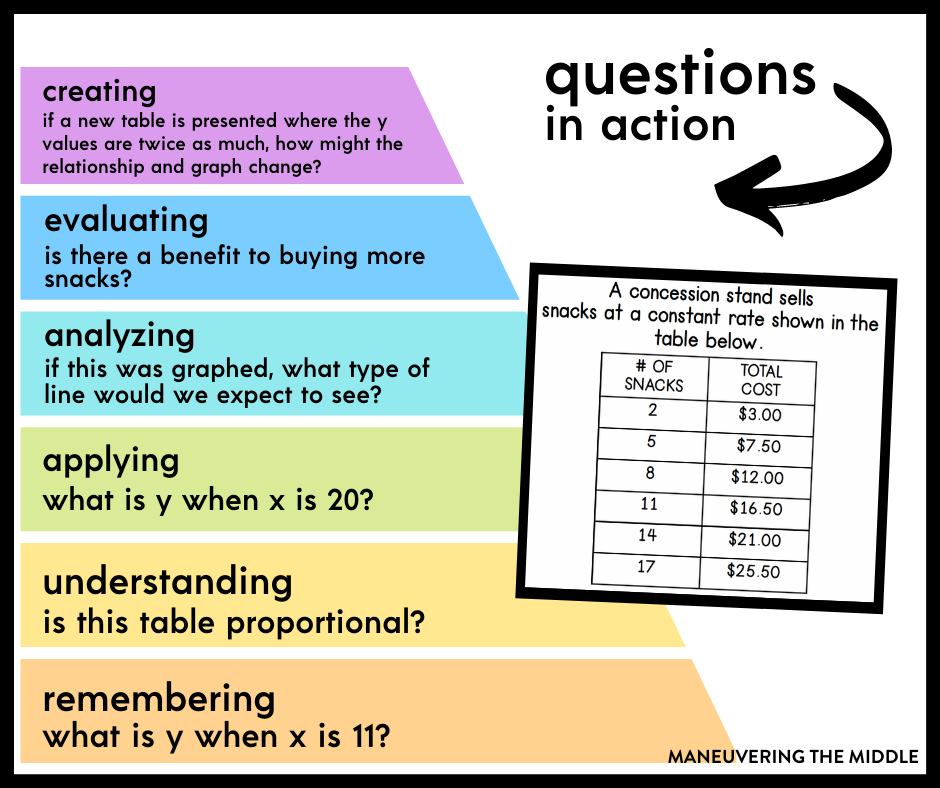 questions
in action
creating
if a new table is presented where the y
values are twice as much, how might the
relationship and graph change?
evaluating
is there a benefit to buying more
snacks?
analyzing
if this was graphed, what type of
line would we expect to see?
applying
what is y when x is 20?
understanding
is this table proportional?
remembering
what is y when x is 11?
A concession stand sells
snacks at a constant rate shown in the
table below.
# OF SNACKS TOTAL COST
2 $3.00
5 $7.50
8 $12.00
11 $16.50
14 $21.00
17 $25.50
MANEUVERING THE MIDDLE